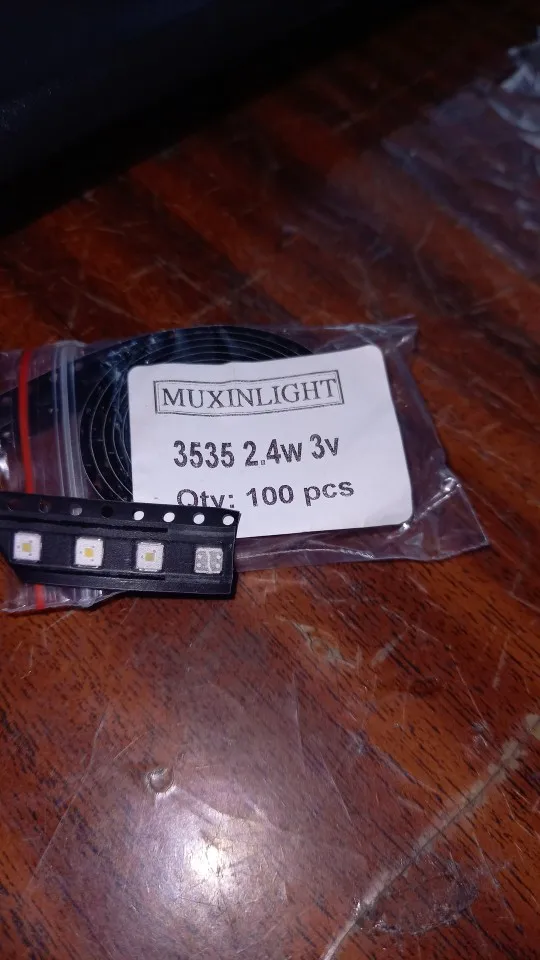 MUXINLIGHT
3535 2.4w 3v
Qty: 100 pcs